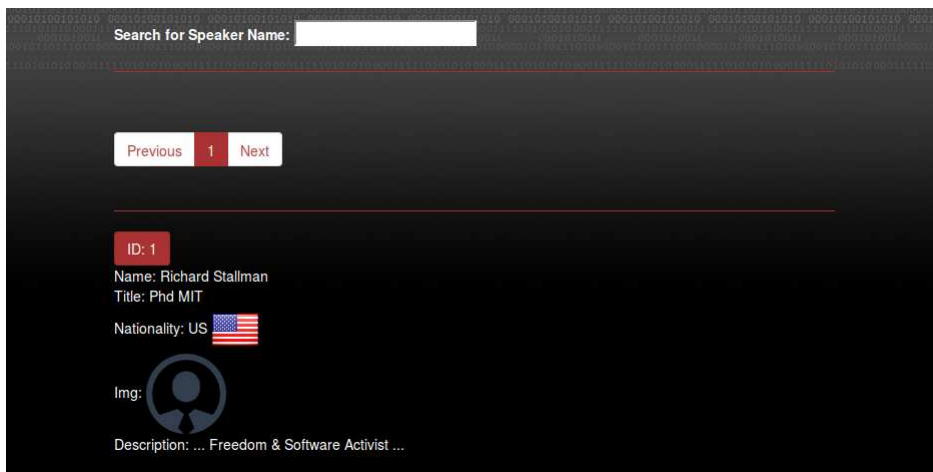 Search for Speaker Name:
Previous 1 Next
ID: 1
Name: Richard Stallman
Title: Phd MIT
Nationality: US
Img:
Description: ... Freedom & Software Activist ...